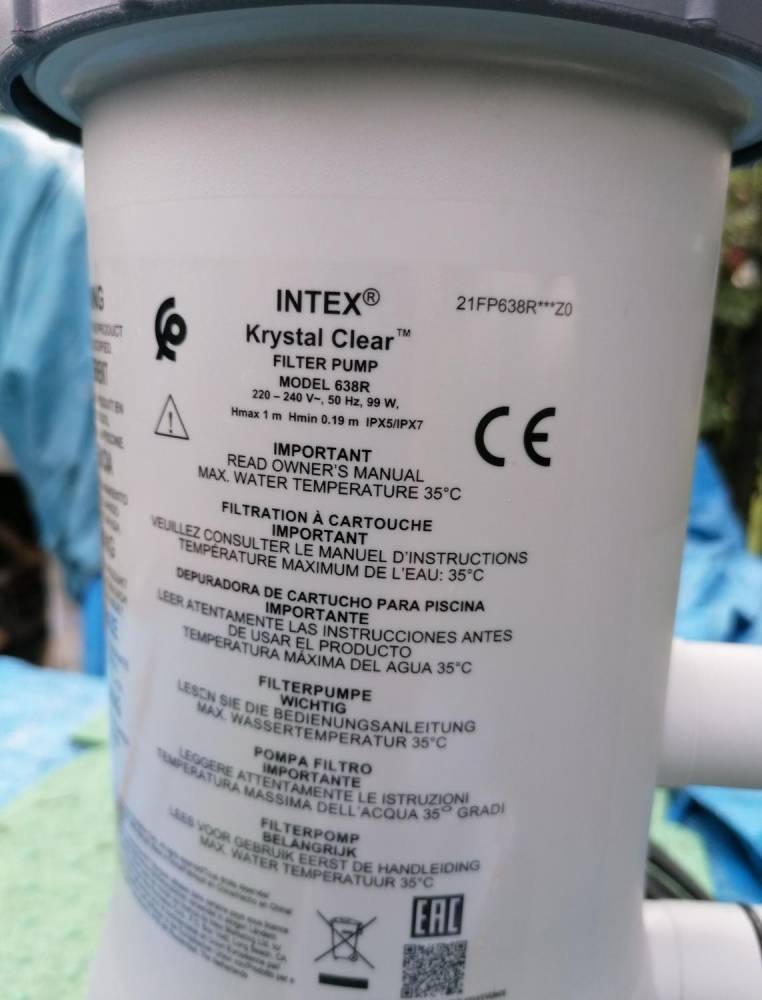 INTEX®
Krystal Clear™
FILTER PUMP
MODEL 638R
220 – 240 V~, 50 Hz, 99 W,
Hmax 1 m Hmin 0.19 m IPX5/IPX7
21FP638R***Z0
CE
IMPORTANT
READ OWNER'S MANUAL
MAX. WATER TEMPERATURE 35°C
FILTRATION À CARTOUCHE
IMPORTANT
VEUILLEZ CONSULTER LE MANUEL D'INSTRUCTIONS
TEMPÉRATURE MAXIMUM DE L'EAU: 35°C
DEPURADORA DE CARTUCHO PARA PISCINA
IMPORTANTE
LEER ATENTAMENTE LAS INSTRUCCIONES ANTES
DE USAR EL PRODUCTO
TEMPERATURA MÁXIMA DEL AGUA 35°C
FILTERPUMPE
WICHTIG
LESEN SIE DIE BEDIENUNGSANLEITUNG
MAX. WASSERTEMPERATUR 35°C
POMPA FILTRO
IMPORTANTE
LEGGERE ATTENTAMENTE LE ISTRUZIONI
TEMPERATURA MASSIMA DELL'ACQUA 35° GRADI
FILTERPOMP
BELANGRIJK
LEES VOOR GEBRUIK EERST DE HANDLEIDING
MAX. WATER TEMPERATUUR 35°C
EAC